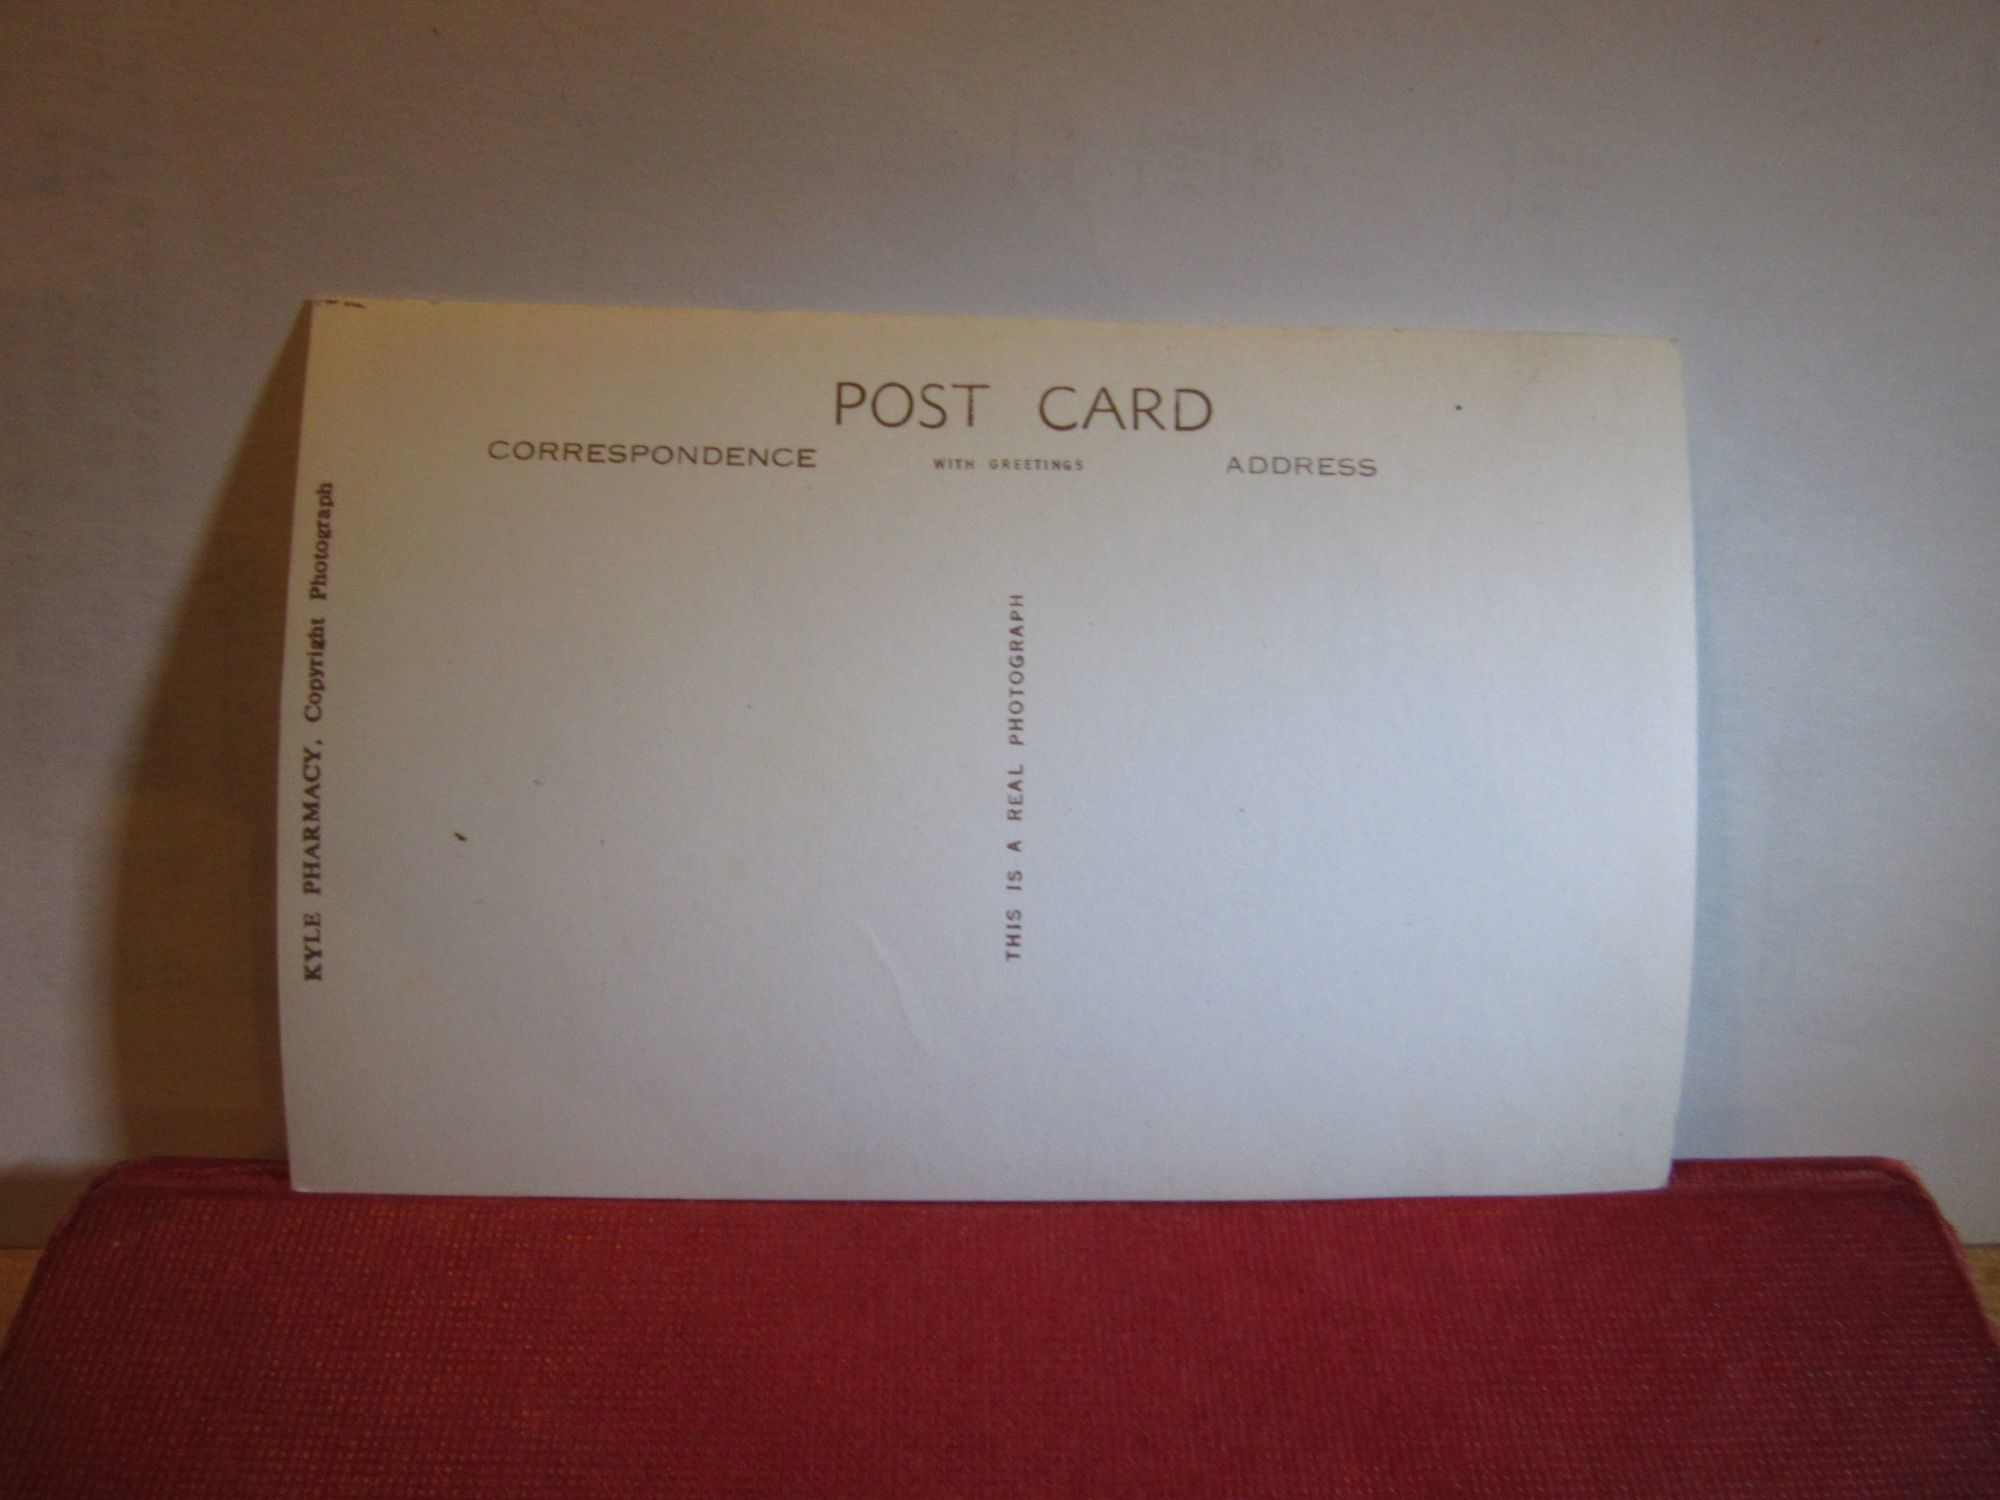 POST CARD
CORRESPONDENCE
WITH GREETINGS
ADDRESS
KYLE PHARMACY, Copyright Photograph
THIS IS A REAL PHOTOGRAPH